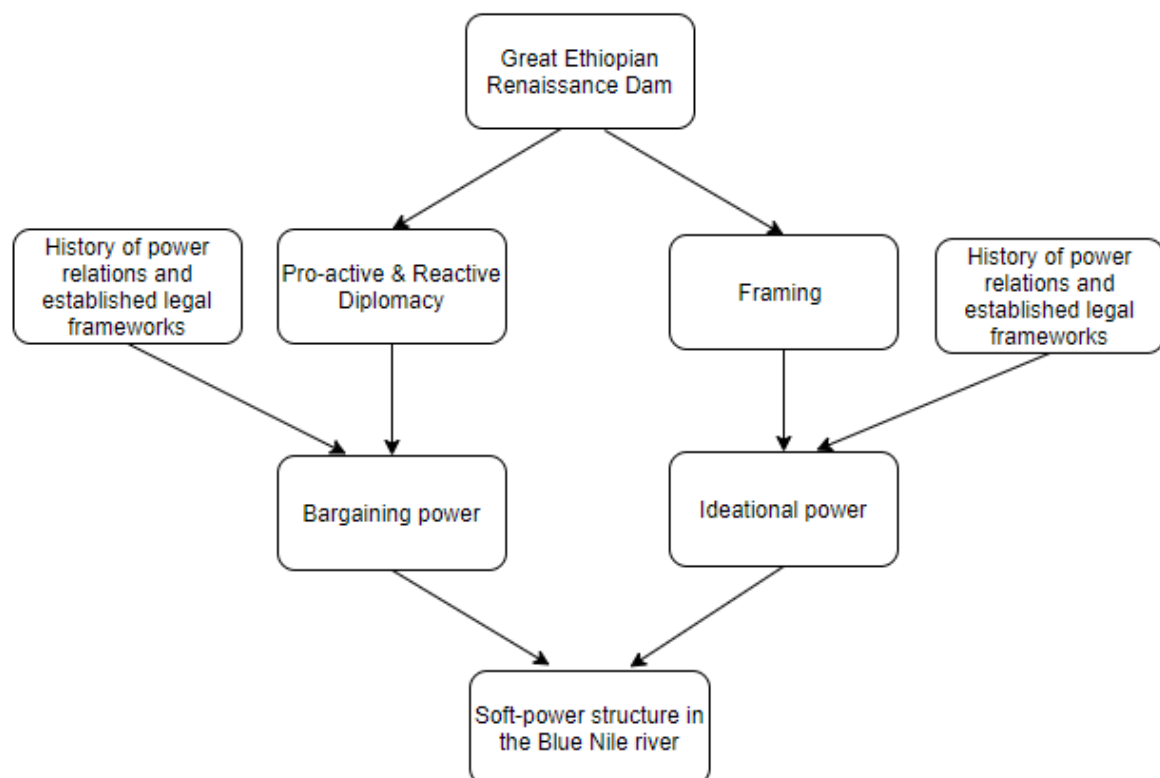 Great Ethiopian
Renaissance Dam
History of power
relations and
established legal
frameworks
Pro-active & Reactive
Diplomacy
Framing
History of power
relations and
established legal
frameworks
Bargaining power
Ideational power
Soft-power structure in
the Blue Nile river